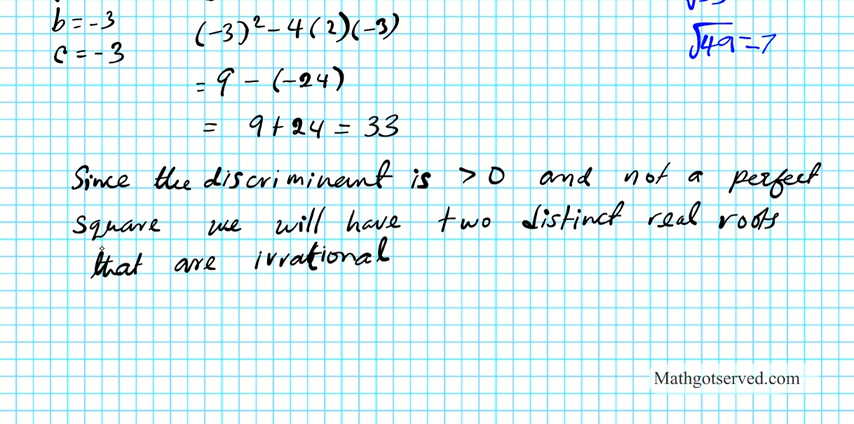 b = -3
c = -3
(-3)² - 4(2)(-3)
= 9 - (-24)
= 9 + 24 = 33
√49 = 7
Since the discriminant is > 0 and not a perfect
square we will have two distinct real roots
that are irrational
Mathgotserved.com